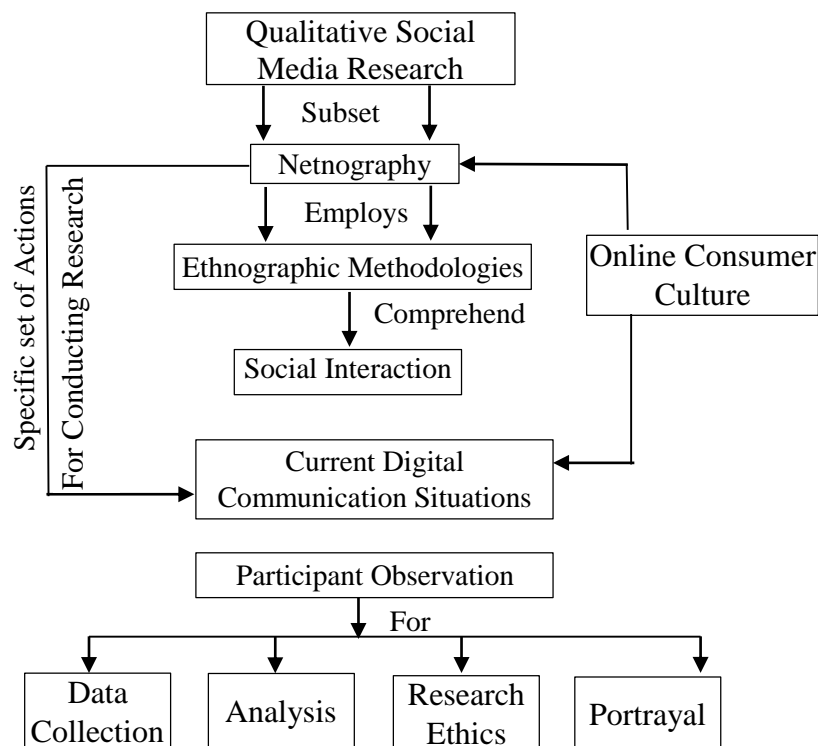 Qualitative Social
Media Research
Subset
Netnography
Employs
Ethnographic Methodologies
Comprehend
Social Interaction
Specific set of Actions
For Conducting Research
Online Consumer
Culture
Current Digital
Communication Situations
Participant Observation
For
Data
Collection
Analysis
Research
Ethics
Portrayal